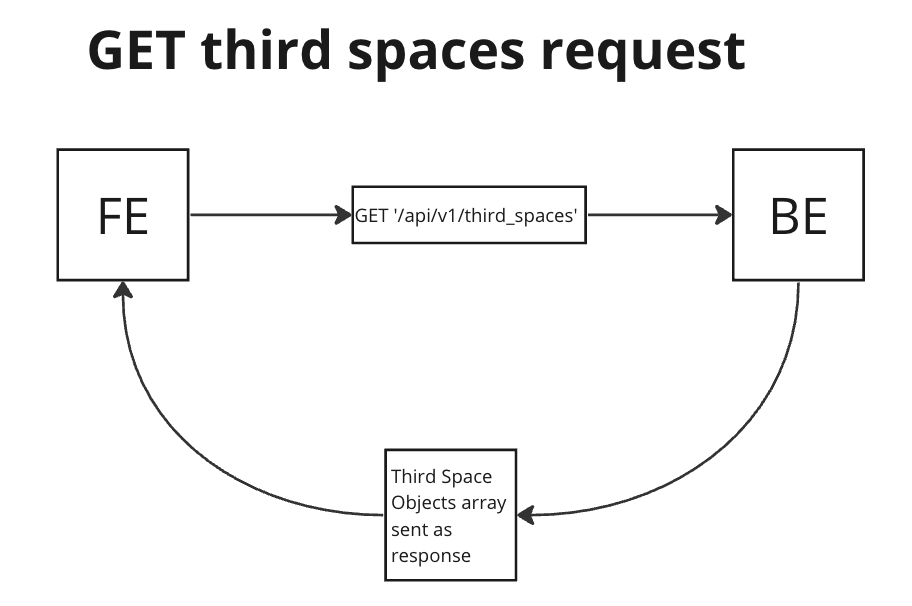 GET third spaces request
FE
GET '/api/v1/third_spaces'
BE
Third Space
Objects array
sent as
response